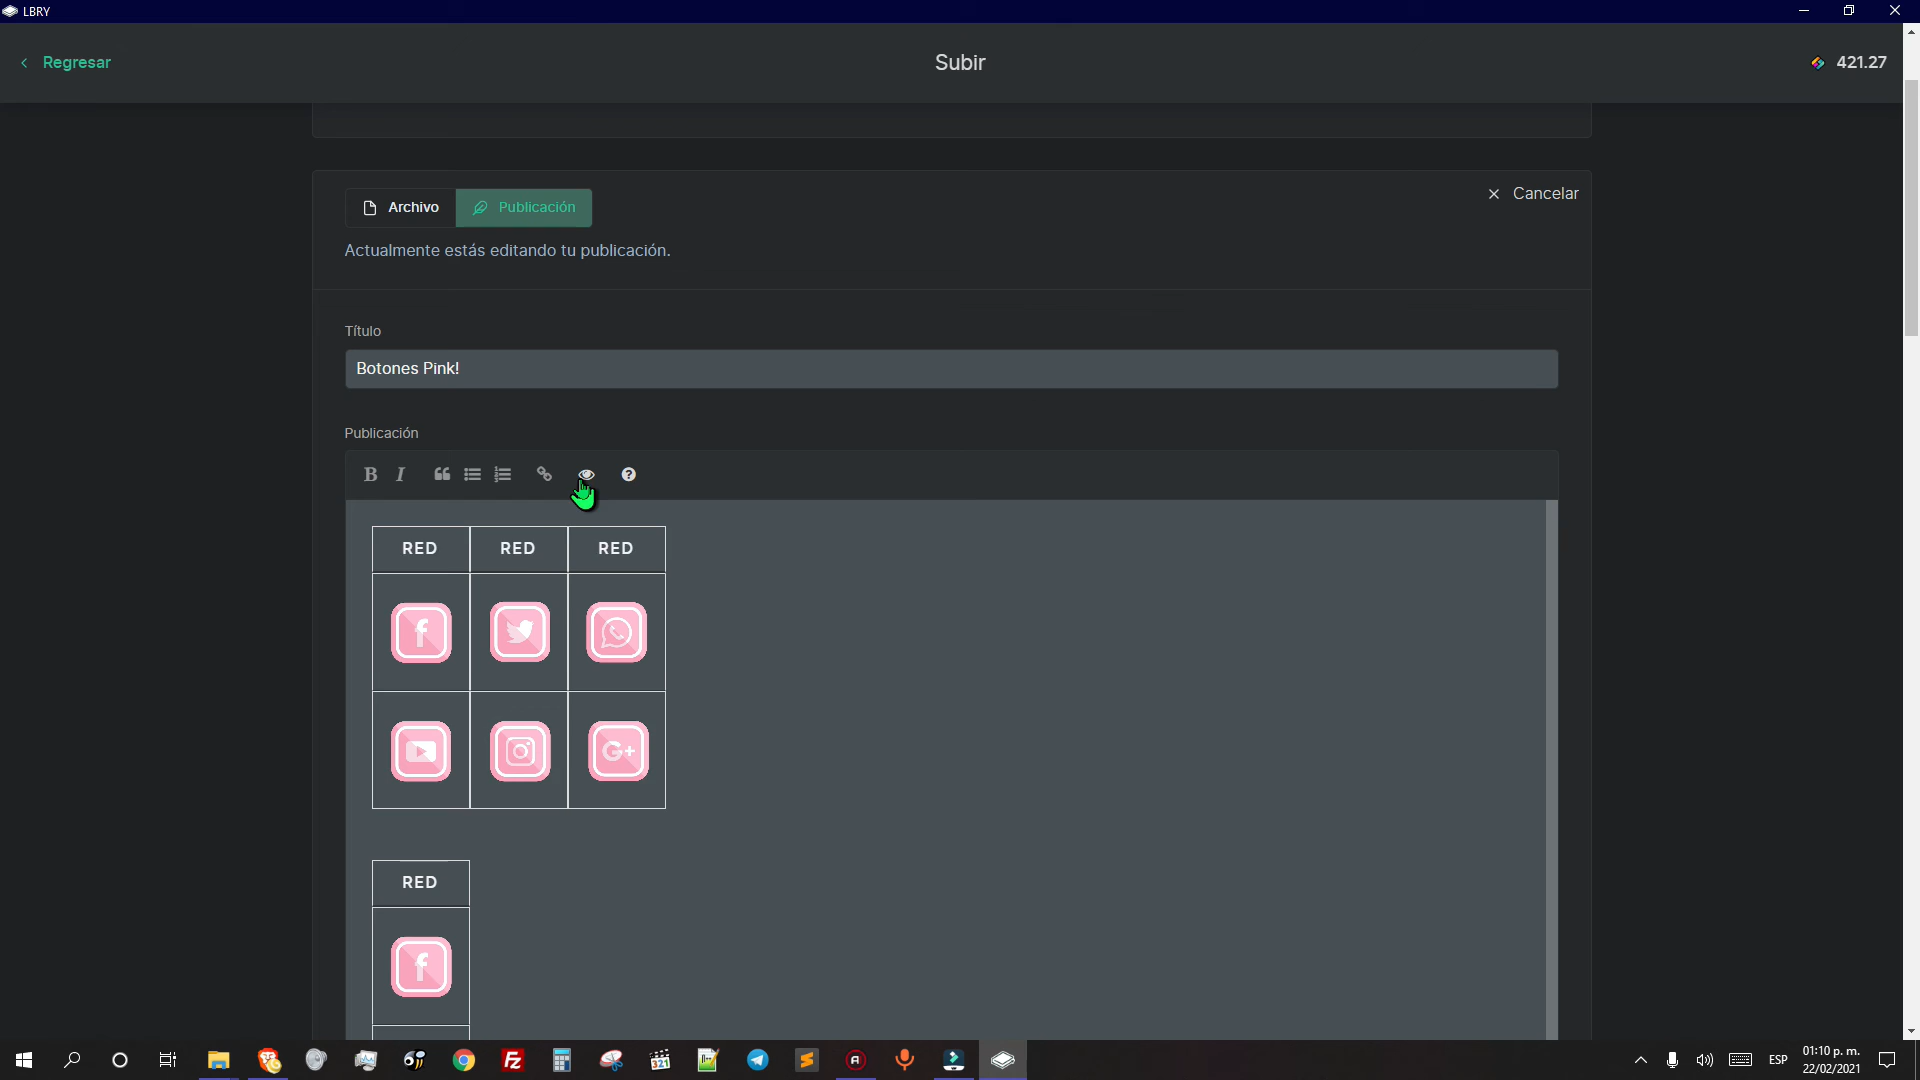 LBRY
Regresar
Subir
421.27
Archivo
Publicación
Cancelar
Actualmente estás editando tu publicación.
Título
Botones Pink!
Publicación
B I
RED RED RED
f
G+
RED
f
321
ESP
01:10 p. m.
22/02/2021